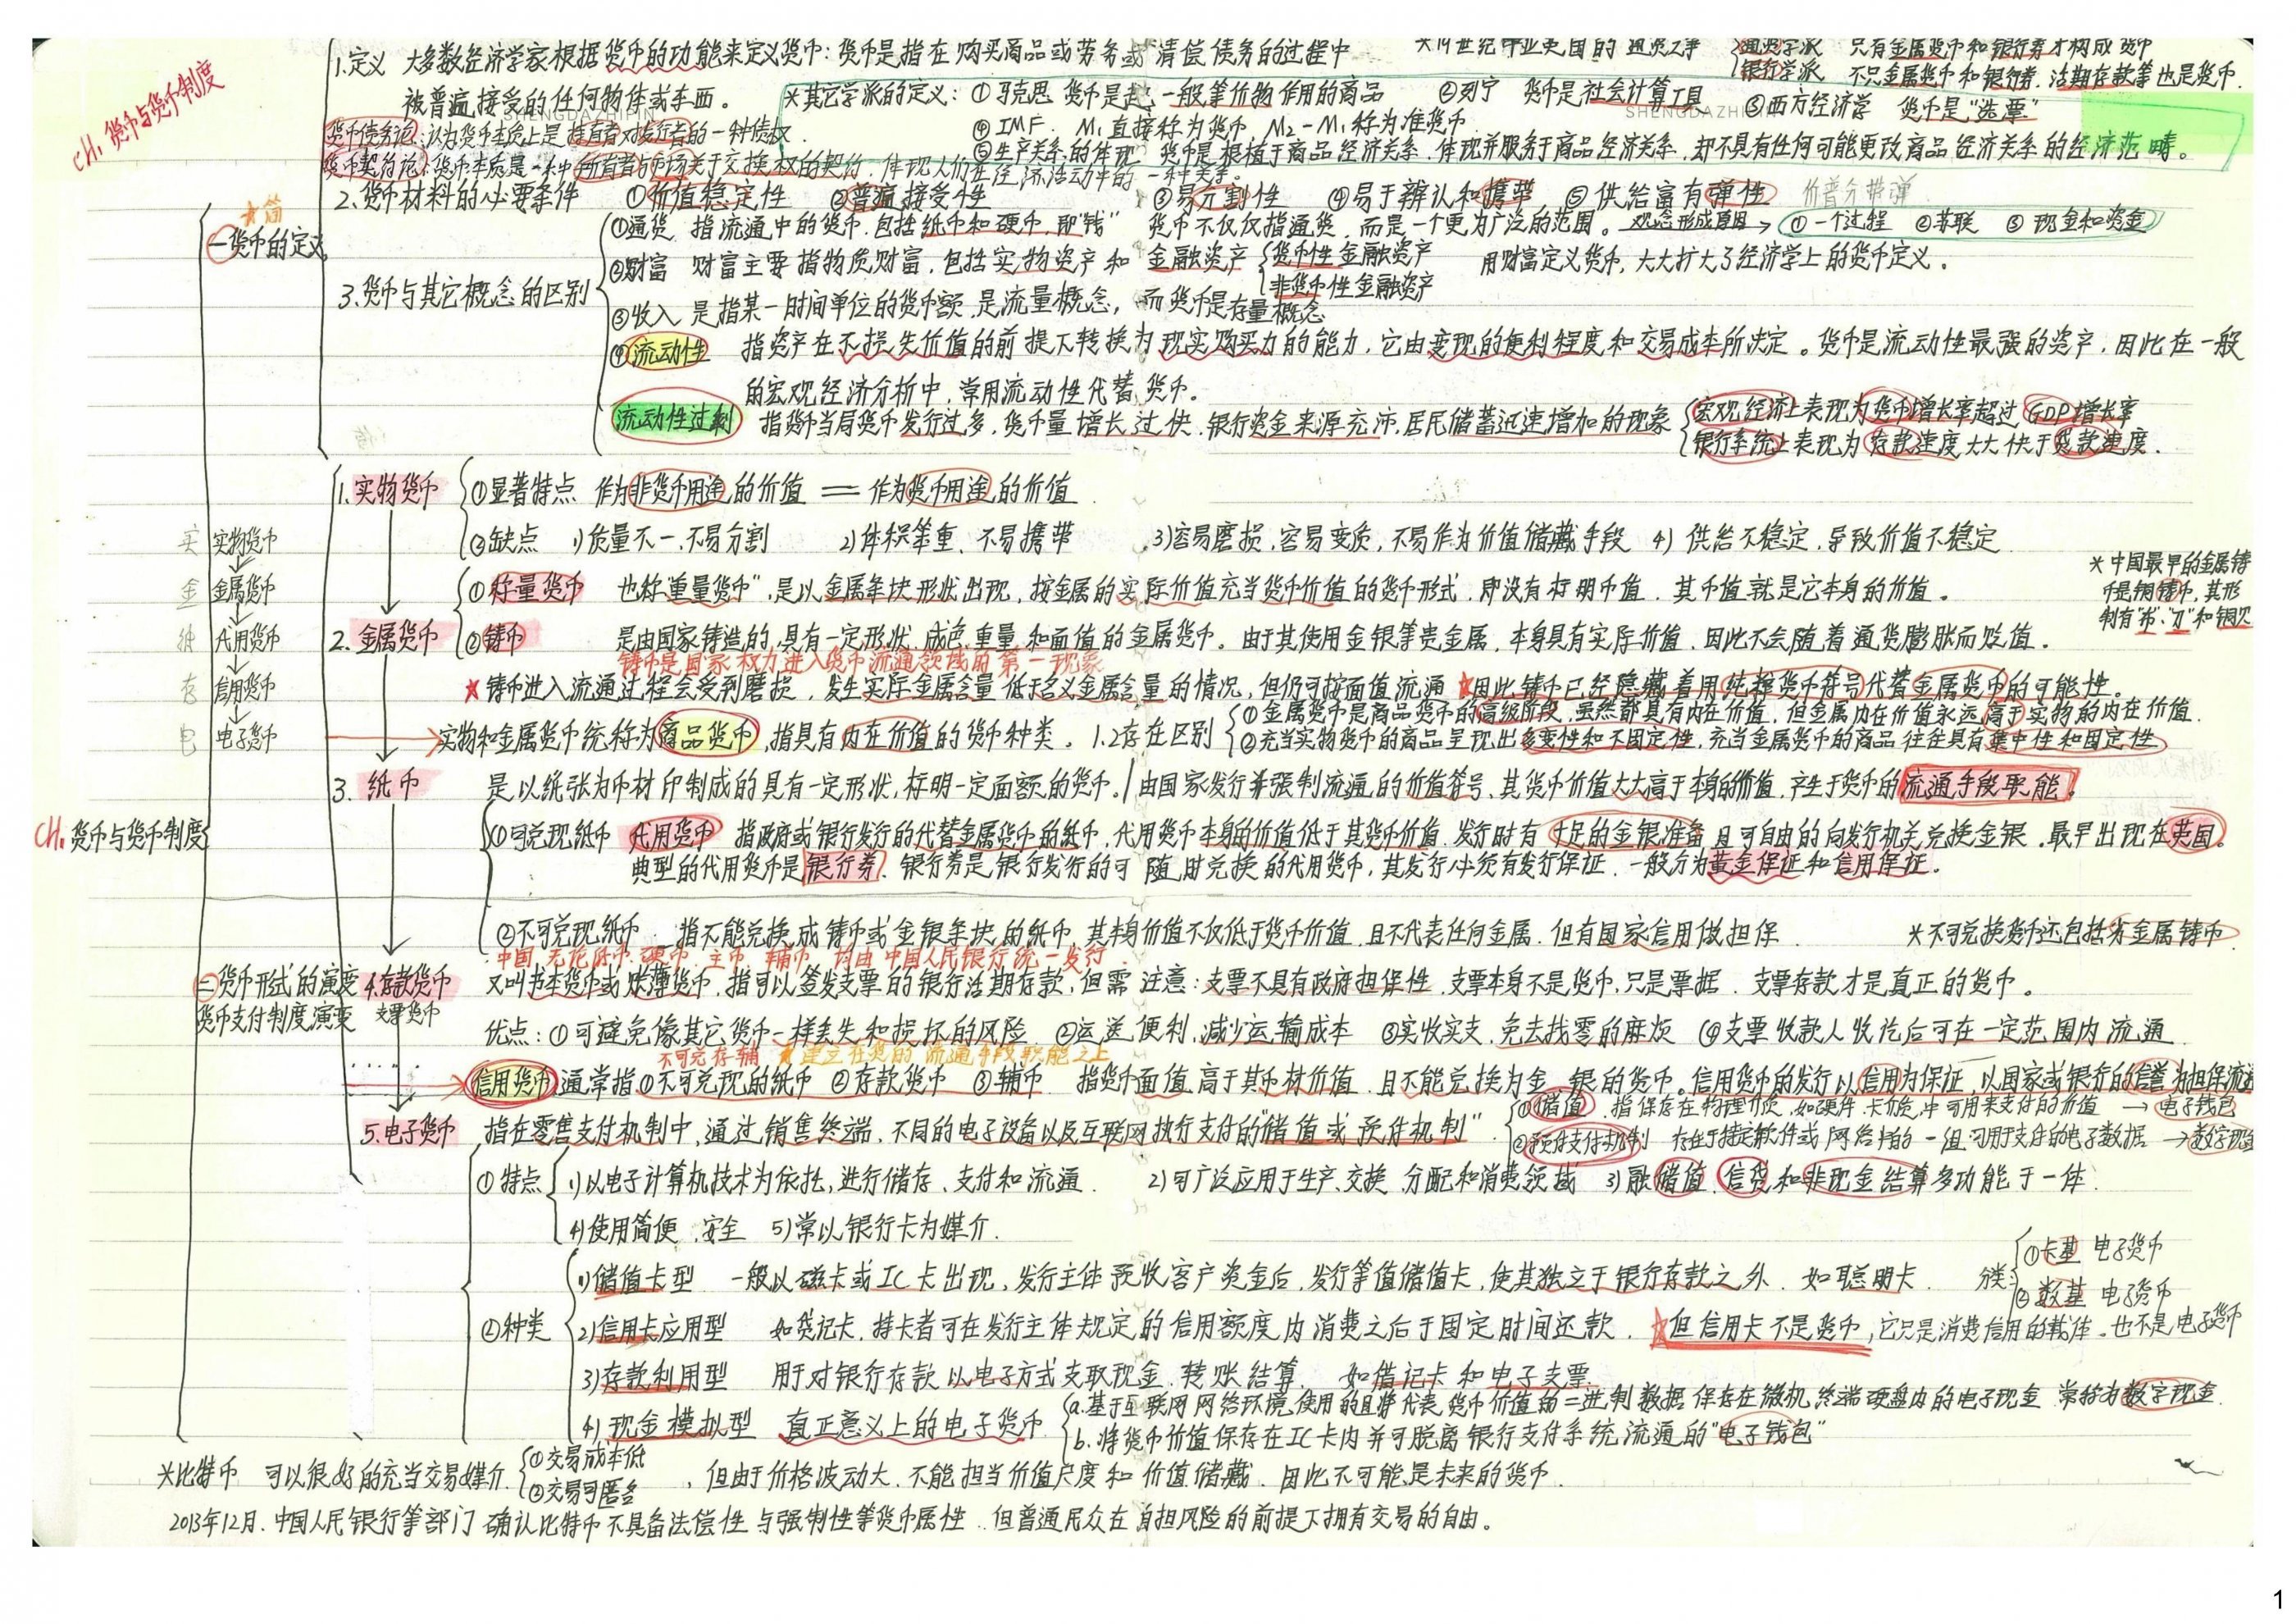 CH1 货币与货币制度
1.定义 大多数经济学家根据货币的功能来定义货币:货币是指在购买商品或劳务或清偿债务的过程中
被普遍接受的任何物体或东西。
*19世纪 美国的通货之争
通货学派 只有金属货币和银行券才构成货币
银行学派 不只金属货币和银行券.活期存款等也是货币.
*其它学派的定义: ①马克思 货币是起一般等价物作用的商品 ②列宁 货币是社会计算工具 ③西方经济学 货币是"选票"
SHENGDAZHIPIN
SHENGDAZHIPIN
④IMF. M₁直接称为货币, M₂-M₁称为准货币
货币债务论:认为货币本质上是持有者对发行者的一种债权.
⑤生产关系的体现 货币是根植于商品经济关系.体现并服务于商品经济关系,却不具有任何可能更改商品经济关系的经济范畴。
货币契约论:货币本质是一种所有者与市场关于交换权的契约.体现人们在经济活动中的一种关系.
2.货币材料的必要条件 ①价值稳定性 ②普遍接受性 ③易分割性 ④易于辨认和携带 ⑤供给富有弹性 价普分携弹
★简
一货币的定义
3.货币与其它概念的区别
①通货 指流通中的货币.包括纸币和硬币.即"钱" 货币不仅仅指通货,而是一个更为广泛的范围。观念形成原因→①一个过程 ②苏联 ③现金和资金
②财富 财富主要指物质财富,包括实物资产和金融资产
货币性金融资产
非货币性金融资产
用财富定义货币,大大扩大了经济学上的货币定义。
③收入 是指某一时间单位的货币额.是流量概念,而货币是存量概念
④流动性 指资产在不损失价值的前提下转换为现实购买力的能力,它由变现的便利程度和交易成本所决定。货币是流动性最强的资产.因此在一般
的宏观经济分析中,常用流动性代替货币。
流动性过剩 指货币当局货币发行过多,货币量增长过快.银行资金来源充沛.居民储蓄迅速增加的现象
宏观经济上表现为货币增长率超过GDP增长率
银行系统上表现为存款速度大大快于贷款速度.
1.实物货币
①显著特点 作为非货币用途的价值 = 作为货币用途的价值
②缺点 1)质量不一.不易分割 2)体积笨重、不易携带 3)容易磨损.容易变质,不易作为价值储藏手段 4)供给不稳定.导致价值不稳定
实 实物货币
金 金属货币
纸 代用货币
存 信用货币
电 电子货币
2.金属货币
①称量货币 也称"重量货币",是以金属条块形状出现,按金属的实际价值充当货币价值的货币形式.即没有标明币值.其币值就是它本身的价值。
*中国最早的金属铸
币是铜铸币,其形
制有"布"."刀"和铜贝
②铸币 是由国家铸造的,具有一定形状.成色.重量.和面值的金属货币。由于其使用金银等贵金属,本身具有实际价值.因此不会随着通货膨胀而贬值.
铸币是国家权力进入货币流通领域的第一现象
★铸币进入流通过程会受到磨损,发生实际金属含量低于名义金属含量的情况,但仍可按面值流通 ★因此铸币已经隐藏着用纯粹货币符号代替金属货币的可能性。
实物和金属货币统称为商品货币,指具有内在价值的货币种类。1.2存在区别
①金属货币是商品货币的高级阶段,虽然都具有内在价值,但金属内在价值永远高于实物的内在价值.
②充当实物货币的商品呈现出多变性和不固定性,充当金属货币的商品往往具有集中性和固定性
3.纸币 是以纸张为币材印制成的具有一定形状,标明一定面额的货币./由国家发行并强制流通的价值符号、其货币价值大大高于本身的价值,产生于货币的流通手段职能.
CH1货币与货币制度
①可兑现纸币 代用货币 指政府或银行发行的代替金属货币的纸币,代用货币本身的价值低于其货币价值.发行时有十足的金银准备且可自由的向发行机关兑换金银.最早出现在英国。
典型的代用货币是银行券.银行券是银行发行的可随时兑换的代用货币,其发行必须有发行保证.一般分为黄金保证和信用保证.
②不可兑现纸币 指不能兑换成铸币或金银条块的纸币.其本身价值不仅低于货币价值.且不代表任何金属.但有国家信用做担保 *不可兑换货币还包括劣金属铸币
中国,无论纸币.硬币.主币.辅币.均由中国人民银行统一发行.
二货币形式的演变
货币支付制度演变
4.存款货币
支票货币
又叫书本货币或账簿货币.指可以签发支票的银行活期存款,但需注意:支票不具有政府担保性.支票本身不是货币,只是票据.支票存款才是真正的货币。
优点:①可避免像其它货币一样丢失和损坏的风险 ②运送便利,减少运输成本 ③实收实支.免去找零的麻烦 ④支票收款人收讫后可在一定范围内流通
不可兑 存 辅 ★建立在货币的流通手段职能之上
信用货币 通常指①不可兑现的纸币 ②存款货币 ③辅币 指货币面值高于其币材价值.且不能兑换为金.银的货币。信用货币的发行以信用为保证,以国家或银行的信誉为担保流通
5.电子货币 指在零售支付机制中,通过销售终端.不同的电子设备以及互联网执行支付的"储值或预付机制".
①储值.指保存在物理介质.如硬件.卡介质中可用来支付的价值→电子钱包
②预付支付机制 存在于特定软件或网络中的一组可用于支付的电子数据→数字现金
①特点
1)以电子计算机技术为依托,进行储存、支付和流通. 2)可广泛应用于生产.交换.分配和消费领域 3)融储值.信贷和非现金结算多功能于一体.
4)使用简便.安全 5)常以银行卡为媒介.
②种类
1)储值卡型 一般以磁卡或IC卡出现,发行主体预收客户资金后,发行等值储值卡,使其独立于银行存款之外.如聪明卡.
分类:
①卡基 电子货币
②数基 电子货币
2)信用卡应用型 如贷记卡.持卡者可在发行主体规定的信用额度内消费之后于固定时间还款. ★但信用卡不是货币,它只是消费信用的载体.也不是电子货币
3)存款利用型 用于对银行存款以电子方式支取现金.转账结算.如借记卡和电子支票.
4)现金模拟型 真正意义上的电子货币
a.基于互联网网络环境使用的且将代表货币价值的二进制数据保存在微机终端硬盘内的电子现金 常称为数字现金.
b.将货币价值保存在IC卡内并可脱离银行支付系统流通的"电子钱包"
*比特币 可以很好的充当交易媒介.
①交易成本低
②交易可匿名
,但由于价格波动大.不能担当价值尺度和价值储藏.因此不可能是未来的货币.
2013年12月.中国人民银行等部门确认比特币不具备法偿性与强制性等货币属性.但普通民众在自担风险的前提下拥有交易的自由。
1